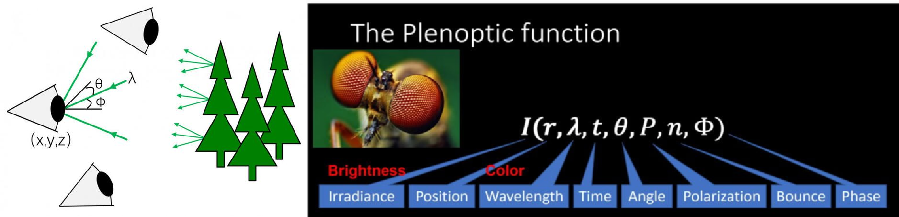 λ
θ
Φ
(x,y,z)
The Plenoptic function
I(r, λ, t, θ, P, n, Φ)
Brightness Color
Irradiance Position Wavelength Time Angle Polarization Bounce Phase